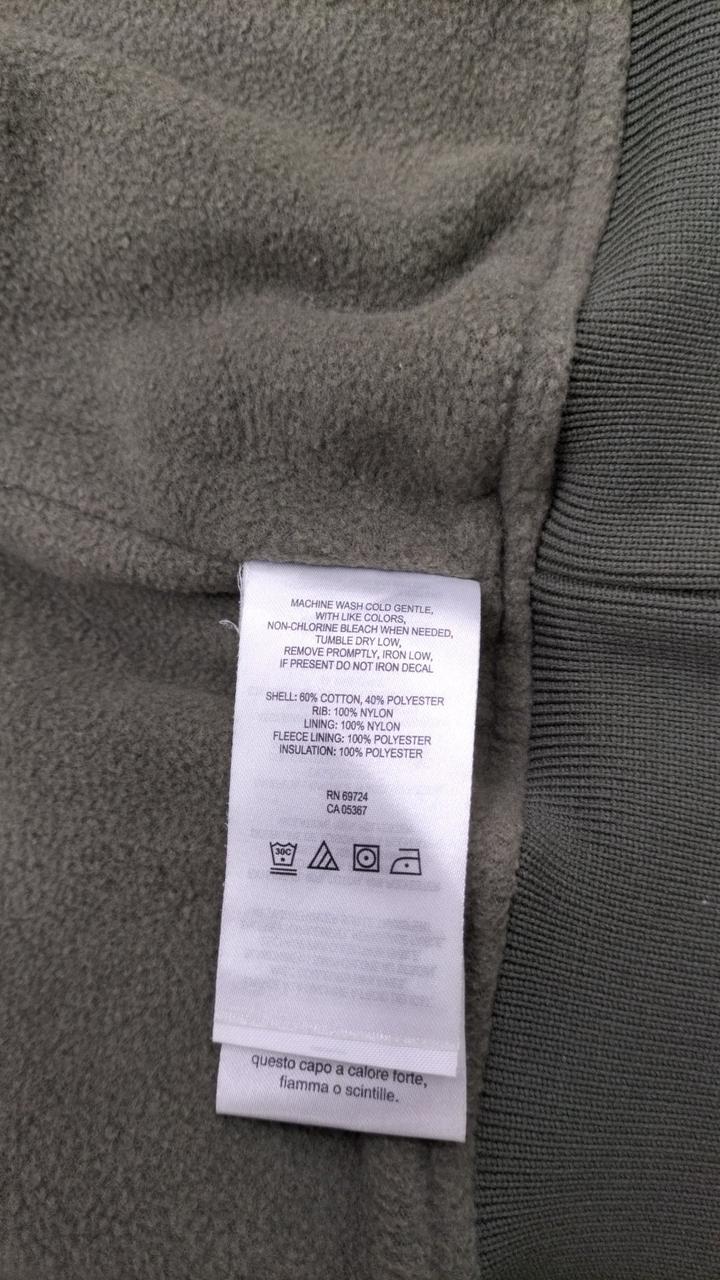 MACHINE WASH COLD GENTLE,
WITH LIKE COLORS,
NON-CHLORINE BLEACH WHEN NEEDED,
TUMBLE DRY LOW,
REMOVE PROMPTLY, IRON LOW,
IF PRESENT DO NOT IRON DECAL
SHELL: 60% COTTON, 40% POLYESTER
RIB: 100% NYLON
LINING: 100% NYLON
FLEECE LINING: 100% POLYESTER
INSULATION: 100% POLYESTER
RN 69724
CA 05367
30C
questo capo a calore forte,
fiamma o scintille.